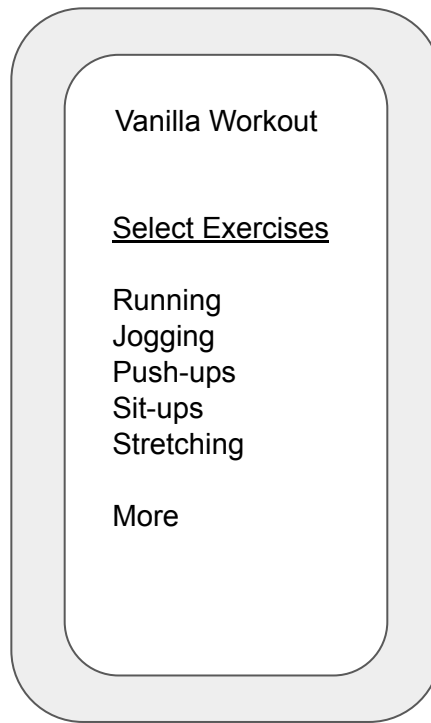 Vanilla Workout
Select Exercises
Running
Jogging
Push-ups
Sit-ups
Stretching
More